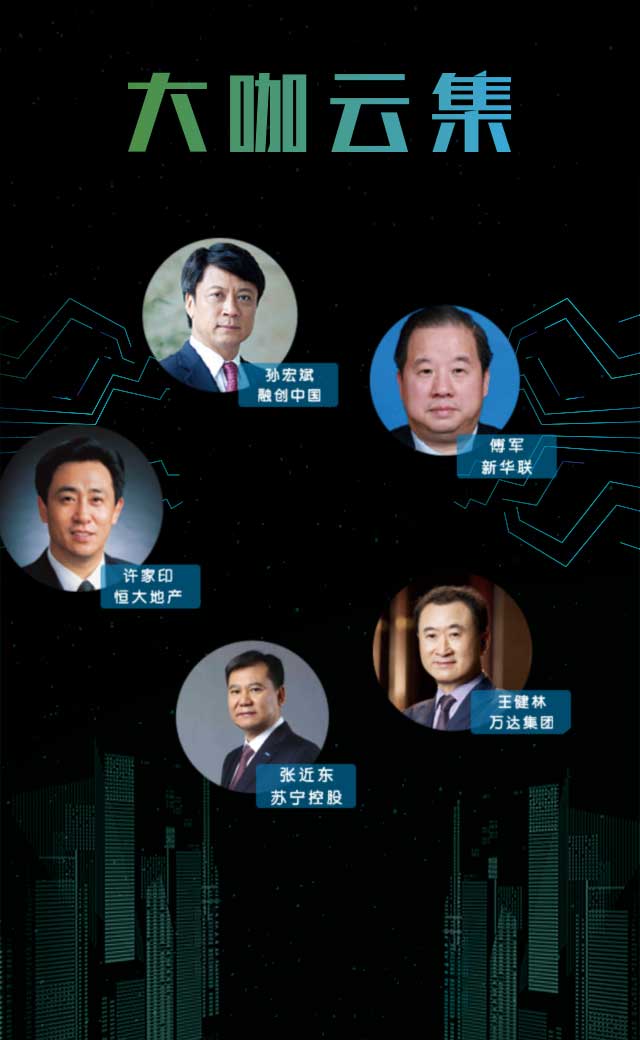 大咖云集
孙宏斌
融创中国
傅军
新华联
许家印
恒大地产
王健林
万达集团
张近东
苏宁控股